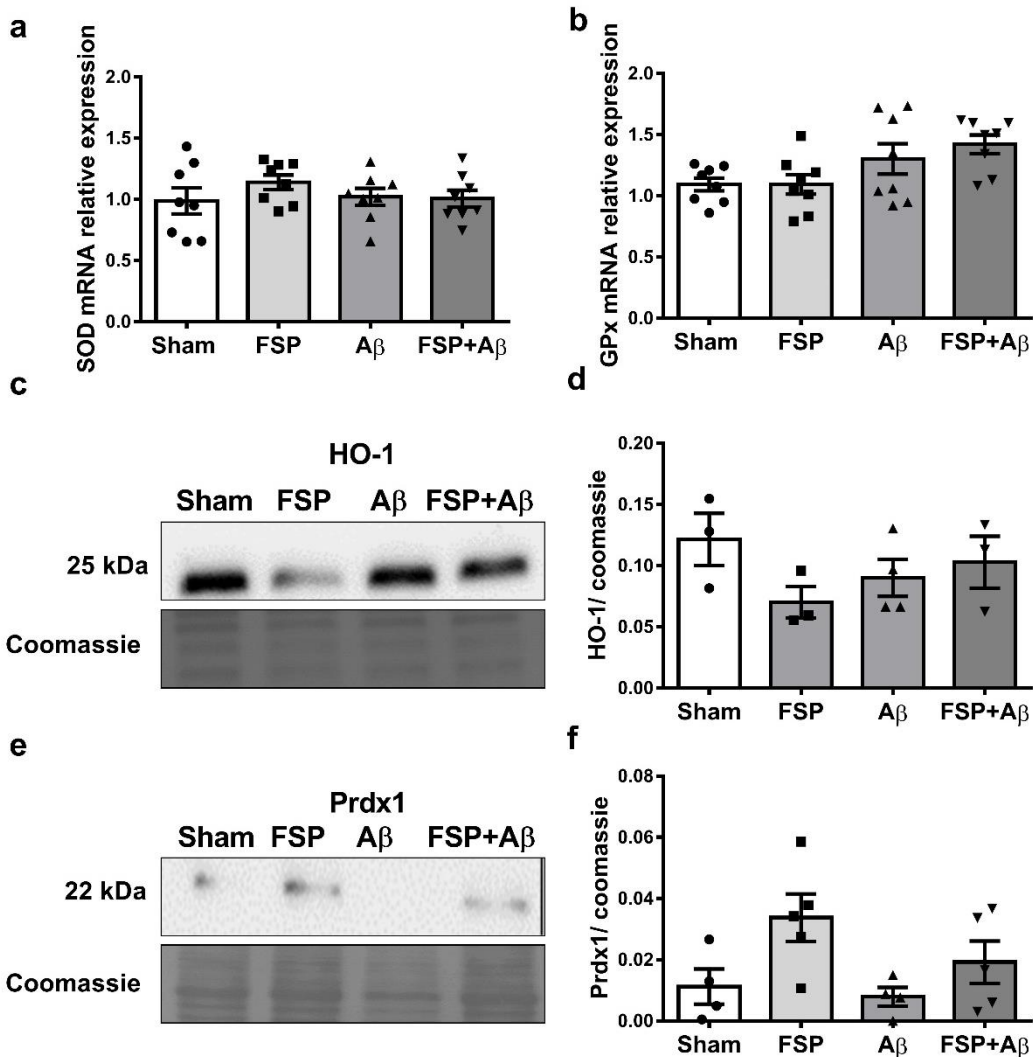 a
SOD mRNA relative expression
2.0
1.5
1.0
0.5
0.0
Sham FSP Aβ FSP+Aβ
b
GPx mRNA relative expression
2.0
1.5
1.0
0.5
0.0
Sham FSP Aβ FSP+Aβ
c
HO-1
Sham FSP Aβ FSP+Aβ
25 kDa
Coomassie
d
HO-1/ coomassie
0.20
0.15
0.10
0.05
0.00
Sham FSP Aβ FSP+Aβ
e
Prdx1
Sham FSP Aβ FSP+Aβ
22 kDa
Coomassie
f
Prdx1/ coomassie
0.08
0.06
0.04
0.02
0.00
Sham FSP Aβ FSP+Aβ